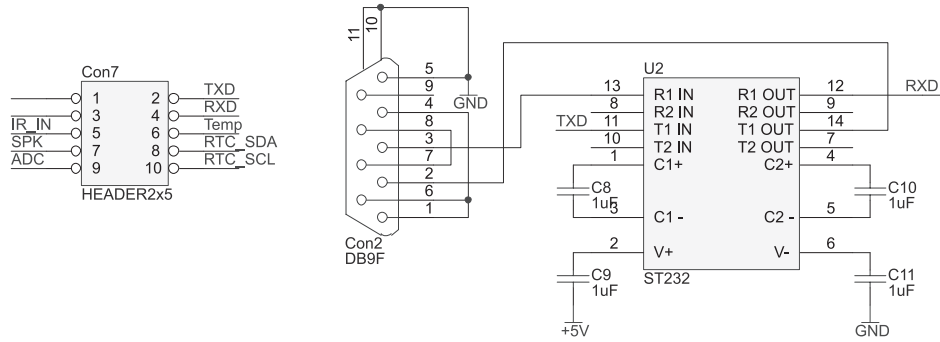 Con7
1 2 TXD
3 4 RXD
IR_IN 5 6 Temp
SPK 7 8 RTC_SDA
ADC 9 10 RTC_SCL
HEADER2x5
11 10
5
9
4
8
3
7
2
6
1
GND
Con2
DB9F
U2
13 R1 IN R1 OUT 12 RXD
8 R2 IN R2 OUT 9
TXD 11 T1 IN T1 OUT 14
10 T2 IN T2 OUT 7
1 C1+ C2+ 4
C8 C10
1uF 1uF
3 C1 - C2 - 5
2 V+ V- 6
ST232
C9 C11
1uF 1uF
+5V GND